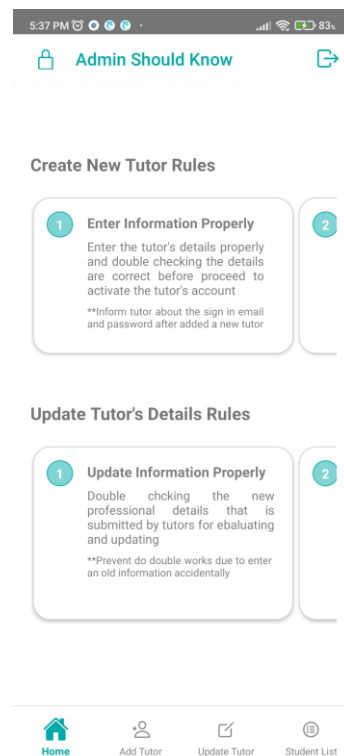 5:37 PM 83%
Admin Should Know
Create New Tutor Rules
1 Enter Information Properly
Enter the tutor's details properly
and double checking the details
are correct before proceed to
activate the tutor's account
**Inform tutor about the sign in email
and password after added a new tutor
2
Update Tutor's Details Rules
1 Update Information Properly
Double chcking the new
professional details that is
submitted by tutors for ebaluating
and updating
**Prevent do double works due to enter
an old information accidentally
2
Home Add Tutor Update Tutor Student List